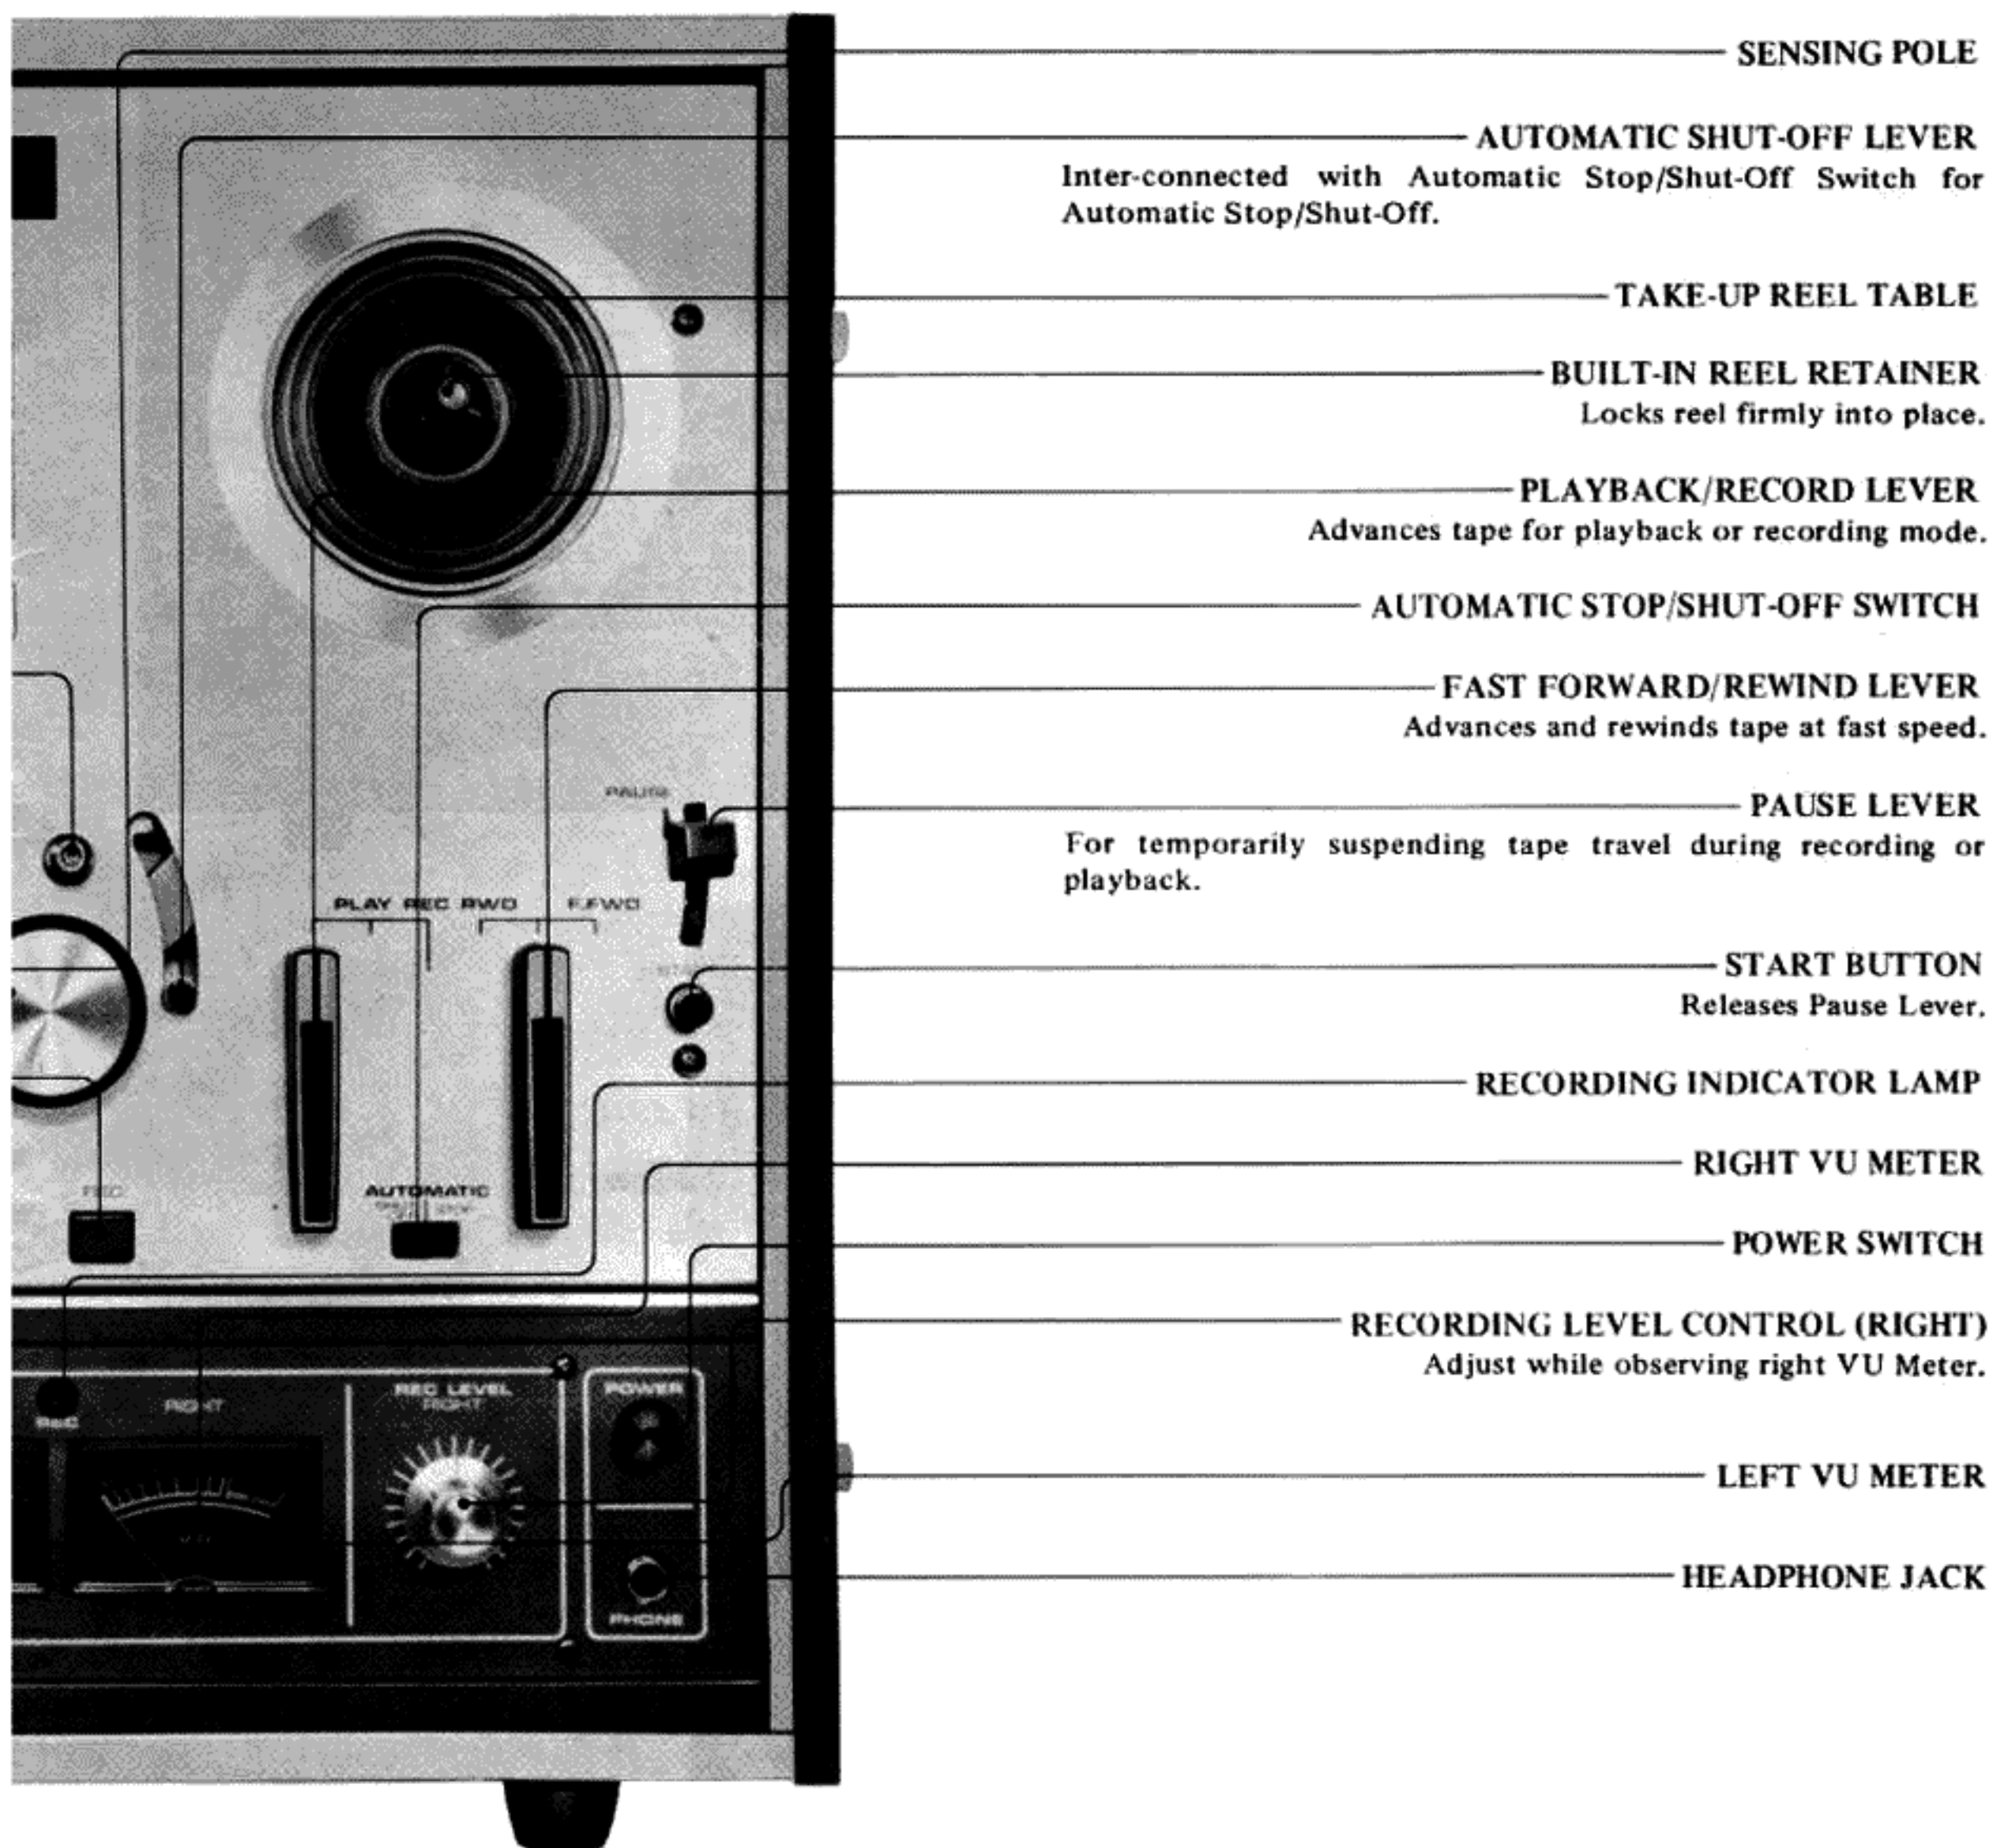 SENSING POLE
AUTOMATIC SHUT-OFF LEVER
Inter-connected with Automatic Stop/Shut-Off Switch for
Automatic Stop/Shut-Off.
TAKE-UP REEL TABLE
BUILT-IN REEL RETAINER
Locks reel firmly into place.
PLAYBACK/RECORD LEVER
Advances tape for playback or recording mode.
AUTOMATIC STOP/SHUT-OFF SWITCH
FAST FORWARD/REWIND LEVER
Advances and rewinds tape at fast speed.
PAUSE
PAUSE LEVER
For temporarily suspending tape travel during recording or
playback.
PLAY REC RWD F.FWD
START BUTTON
Releases Pause Lever.
RECORDING INDICATOR LAMP
RIGHT VU METER
REC
AUTOMATIC
POWER SWITCH
RECORDING LEVEL CONTROL (RIGHT)
Adjust while observing right VU Meter.
REC
RIGHT
REC LEVEL
RIGHT
POWER
VU
LEFT VU METER
HEADPHONE JACK
PHONE